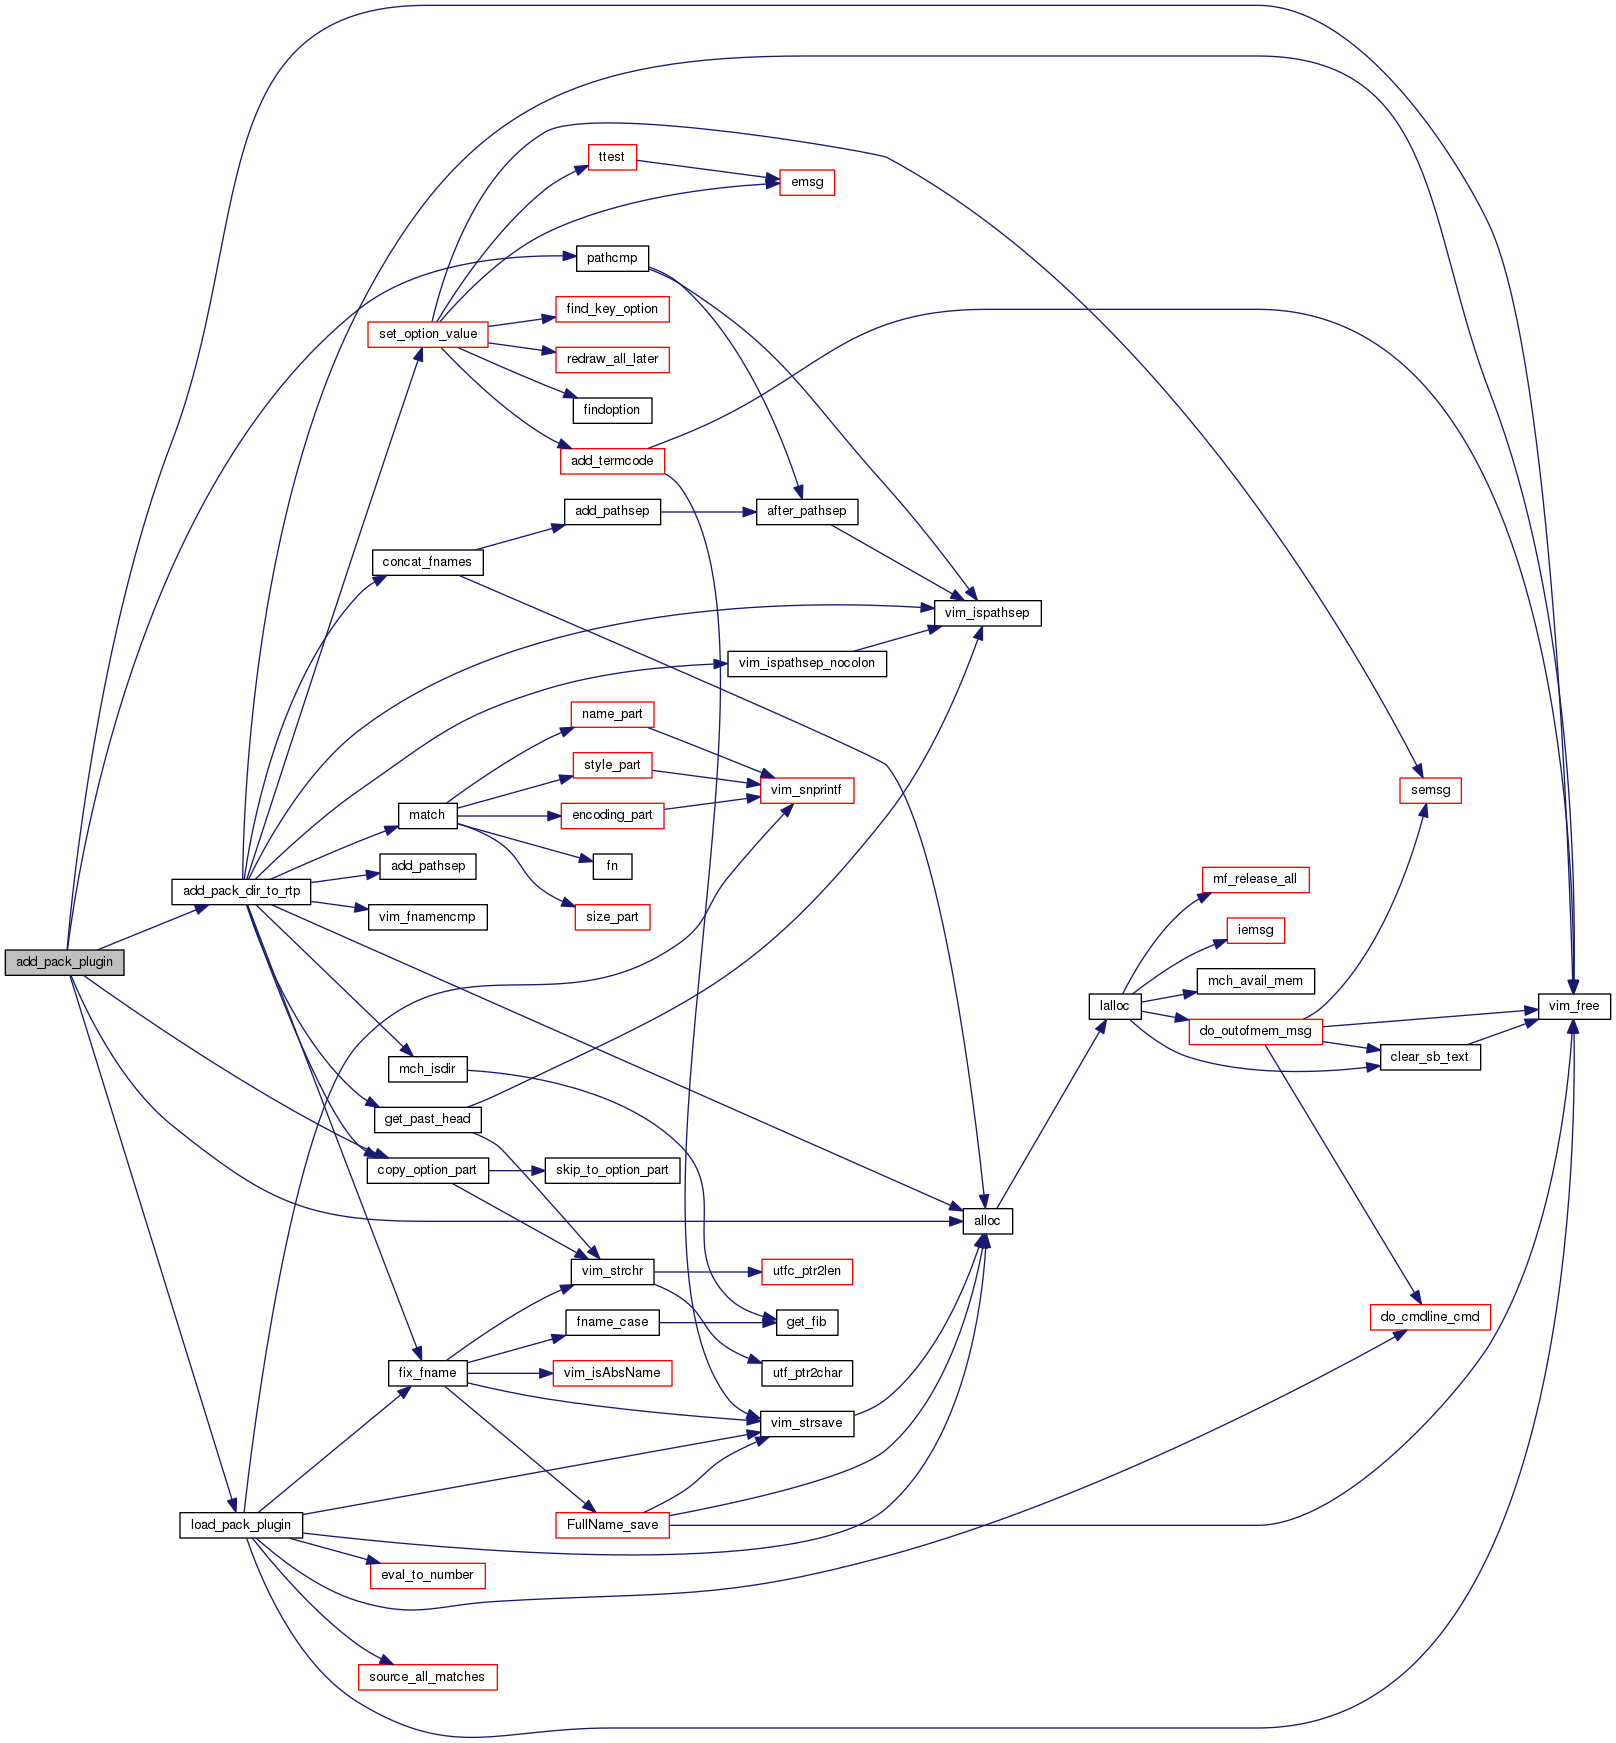 ttest
emsg
pathcmp
find_key_option
set_option_value
redraw_all_later
findoption
add_termcode
add_pathsep
after_pathsep
concat_fnames
vim_ispathsep
vim_ispathsep_nocolon
name_part
style_part
vim_snprintf
semsg
match
encoding_part
add_pathsep
fn
mf_release_all
add_pack_dir_to_rtp
vim_fnamencmp
size_part
iemsg
add_pack_plugin
mch_avail_mem
lalloc
vim_free
do_outofmem_msg
mch_isdir
clear_sb_text
get_past_head
copy_option_part
skip_to_option_part
alloc
vim_strchr
utfc_ptr2len
fname_case
get_fib
do_cmdline_cmd
fix_fname
vim_isAbsName
utf_ptr2char
vim_strsave
load_pack_plugin
FullName_save
eval_to_number
source_all_matches